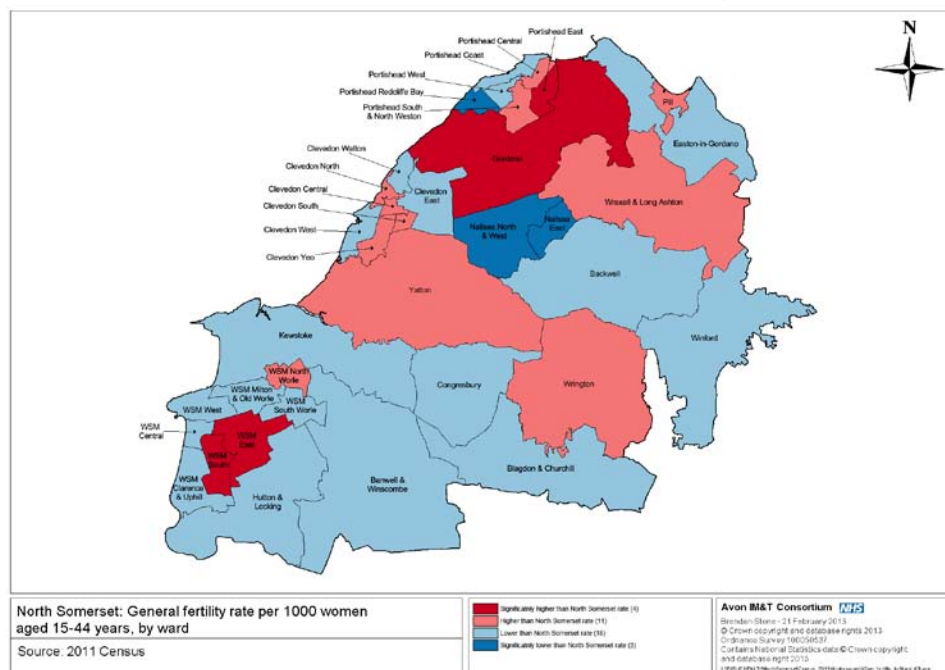 Portishead East
Portishead Central
Portishead Coast
Portishead West
Portishead Redcliffe Bay
Portishead South
& North Weston
N
Pill
Easton-in-Gordano
Gordano
Clevedon Walton
Clevedon North
Clevedon Central
Clevedon South
Clevedon West
Clevedon Yeo
Clevedon
East
Wraxall & Long Ashton
Nailsea North
& West
Nailsea
East
Backwell
Yatton
Winford
Kewstoke
WSM North
Worle
WSM Milton
& Old Worle
WSM
South Worle
WSM West
WSM
Central
WSM
East
WSM
South
WSM
Clarence
& Uphill
Hutton &
Locking
Congresbury
Wrington
Banwell &
Winscombe
Blagdon & Churchill
North Somerset: General fertility rate per 1000 women
aged 15-44 years, by ward
Source: 2011 Census
Significantly higher than North Somerset rate (4)
Higher than North Somerset rate (11)
Lower than North Somerset rate (16)
Significantly lower than North Somerset rate (3)
Avon IM&T Consortium NHS
Brendan Stone - 21 February 2013
© Crown copyright and database rights 2013
Ordnance Survey 100050537.
Contains National Statistics data © Crown copyright
and database right 2013